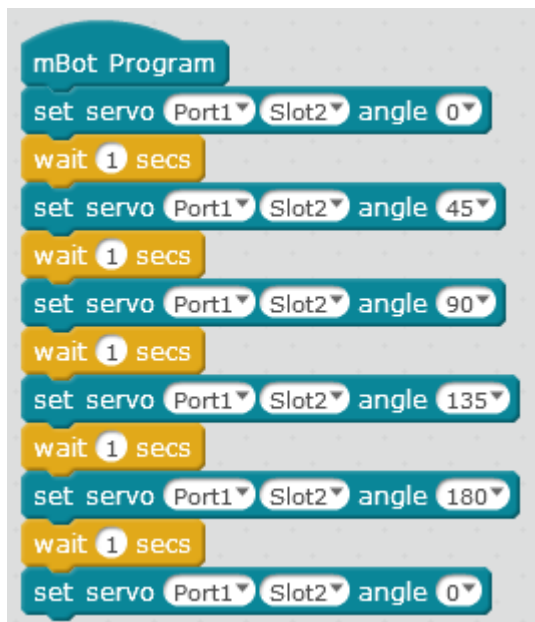 mBot Program
set servo Port1 Slot2 angle 0
wait 1 secs
set servo Port1 Slot2 angle 45
wait 1 secs
set servo Port1 Slot2 angle 90
wait 1 secs
set servo Port1 Slot2 angle 135
wait 1 secs
set servo Port1 Slot2 angle 180
wait 1 secs
set servo Port1 Slot2 angle 0